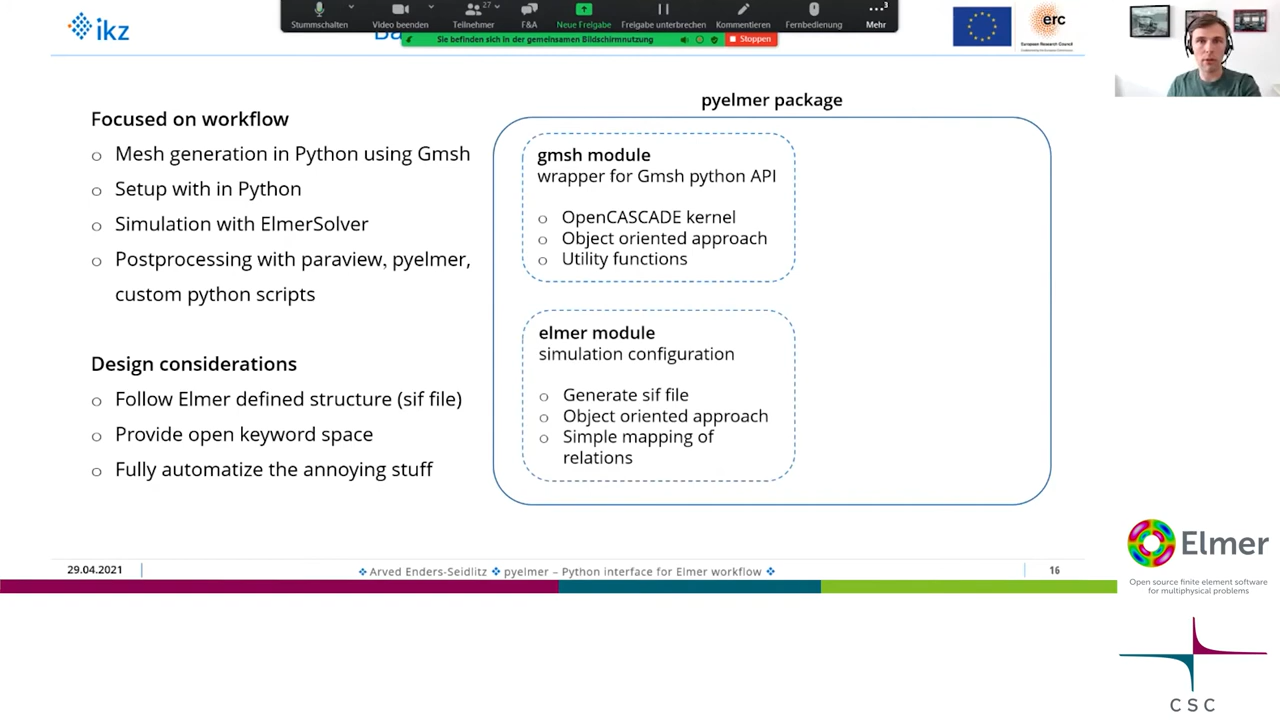 ikz
Ba
Stummschalten
Video beenden
27
Teilnehmer
F&A
Neue Freigabe
Freigabe unterbrechen
Kommentieren
Fernbedienung
3
Mehr
Sie befinden sich in der gemeinsamen Bildschirmnutzung
Stoppen
erc
European Research Council
Focused on workflow
o Mesh generation in Python using Gmsh
o Setup with in Python
o Simulation with ElmerSolver
o Postprocessing with paraview, pyelmer,
custom python scripts
Design considerations
o Follow Elmer defined structure (sif file)
o Provide open keyword space
o Fully automatize the annoying stuff
pyelmer package
gmsh module
wrapper for Gmsh python API
o OpenCASCADE kernel
o Object oriented approach
o Utility functions
elmer module
simulation configuration
o Generate sif file
o Object oriented approach
o Simple mapping of
relations
29.04.2021
❖ Arved Enders-Seidlitz ❖ pyelmer – Python interface for Elmer workflow ❖
16
Elmer
Open source finite element software
for multiphysical problems
CSC